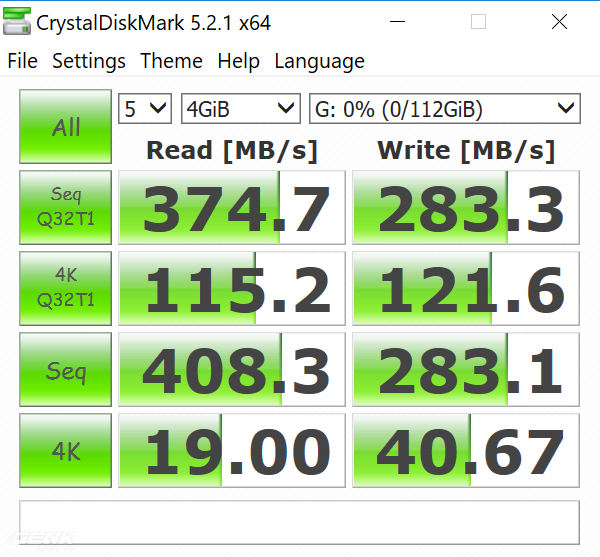 CrystalDiskMark 5.2.1 x64
File Settings Theme Help Language
All 5 4GiB G: 0% (0/112GiB)
Read [MB/s] Write [MB/s]
Seq
Q32T1 374.7 283.3
4K
Q32T1 115.2 121.6
Seq 408.3 283.1
4K 19.00 40.67
GENK